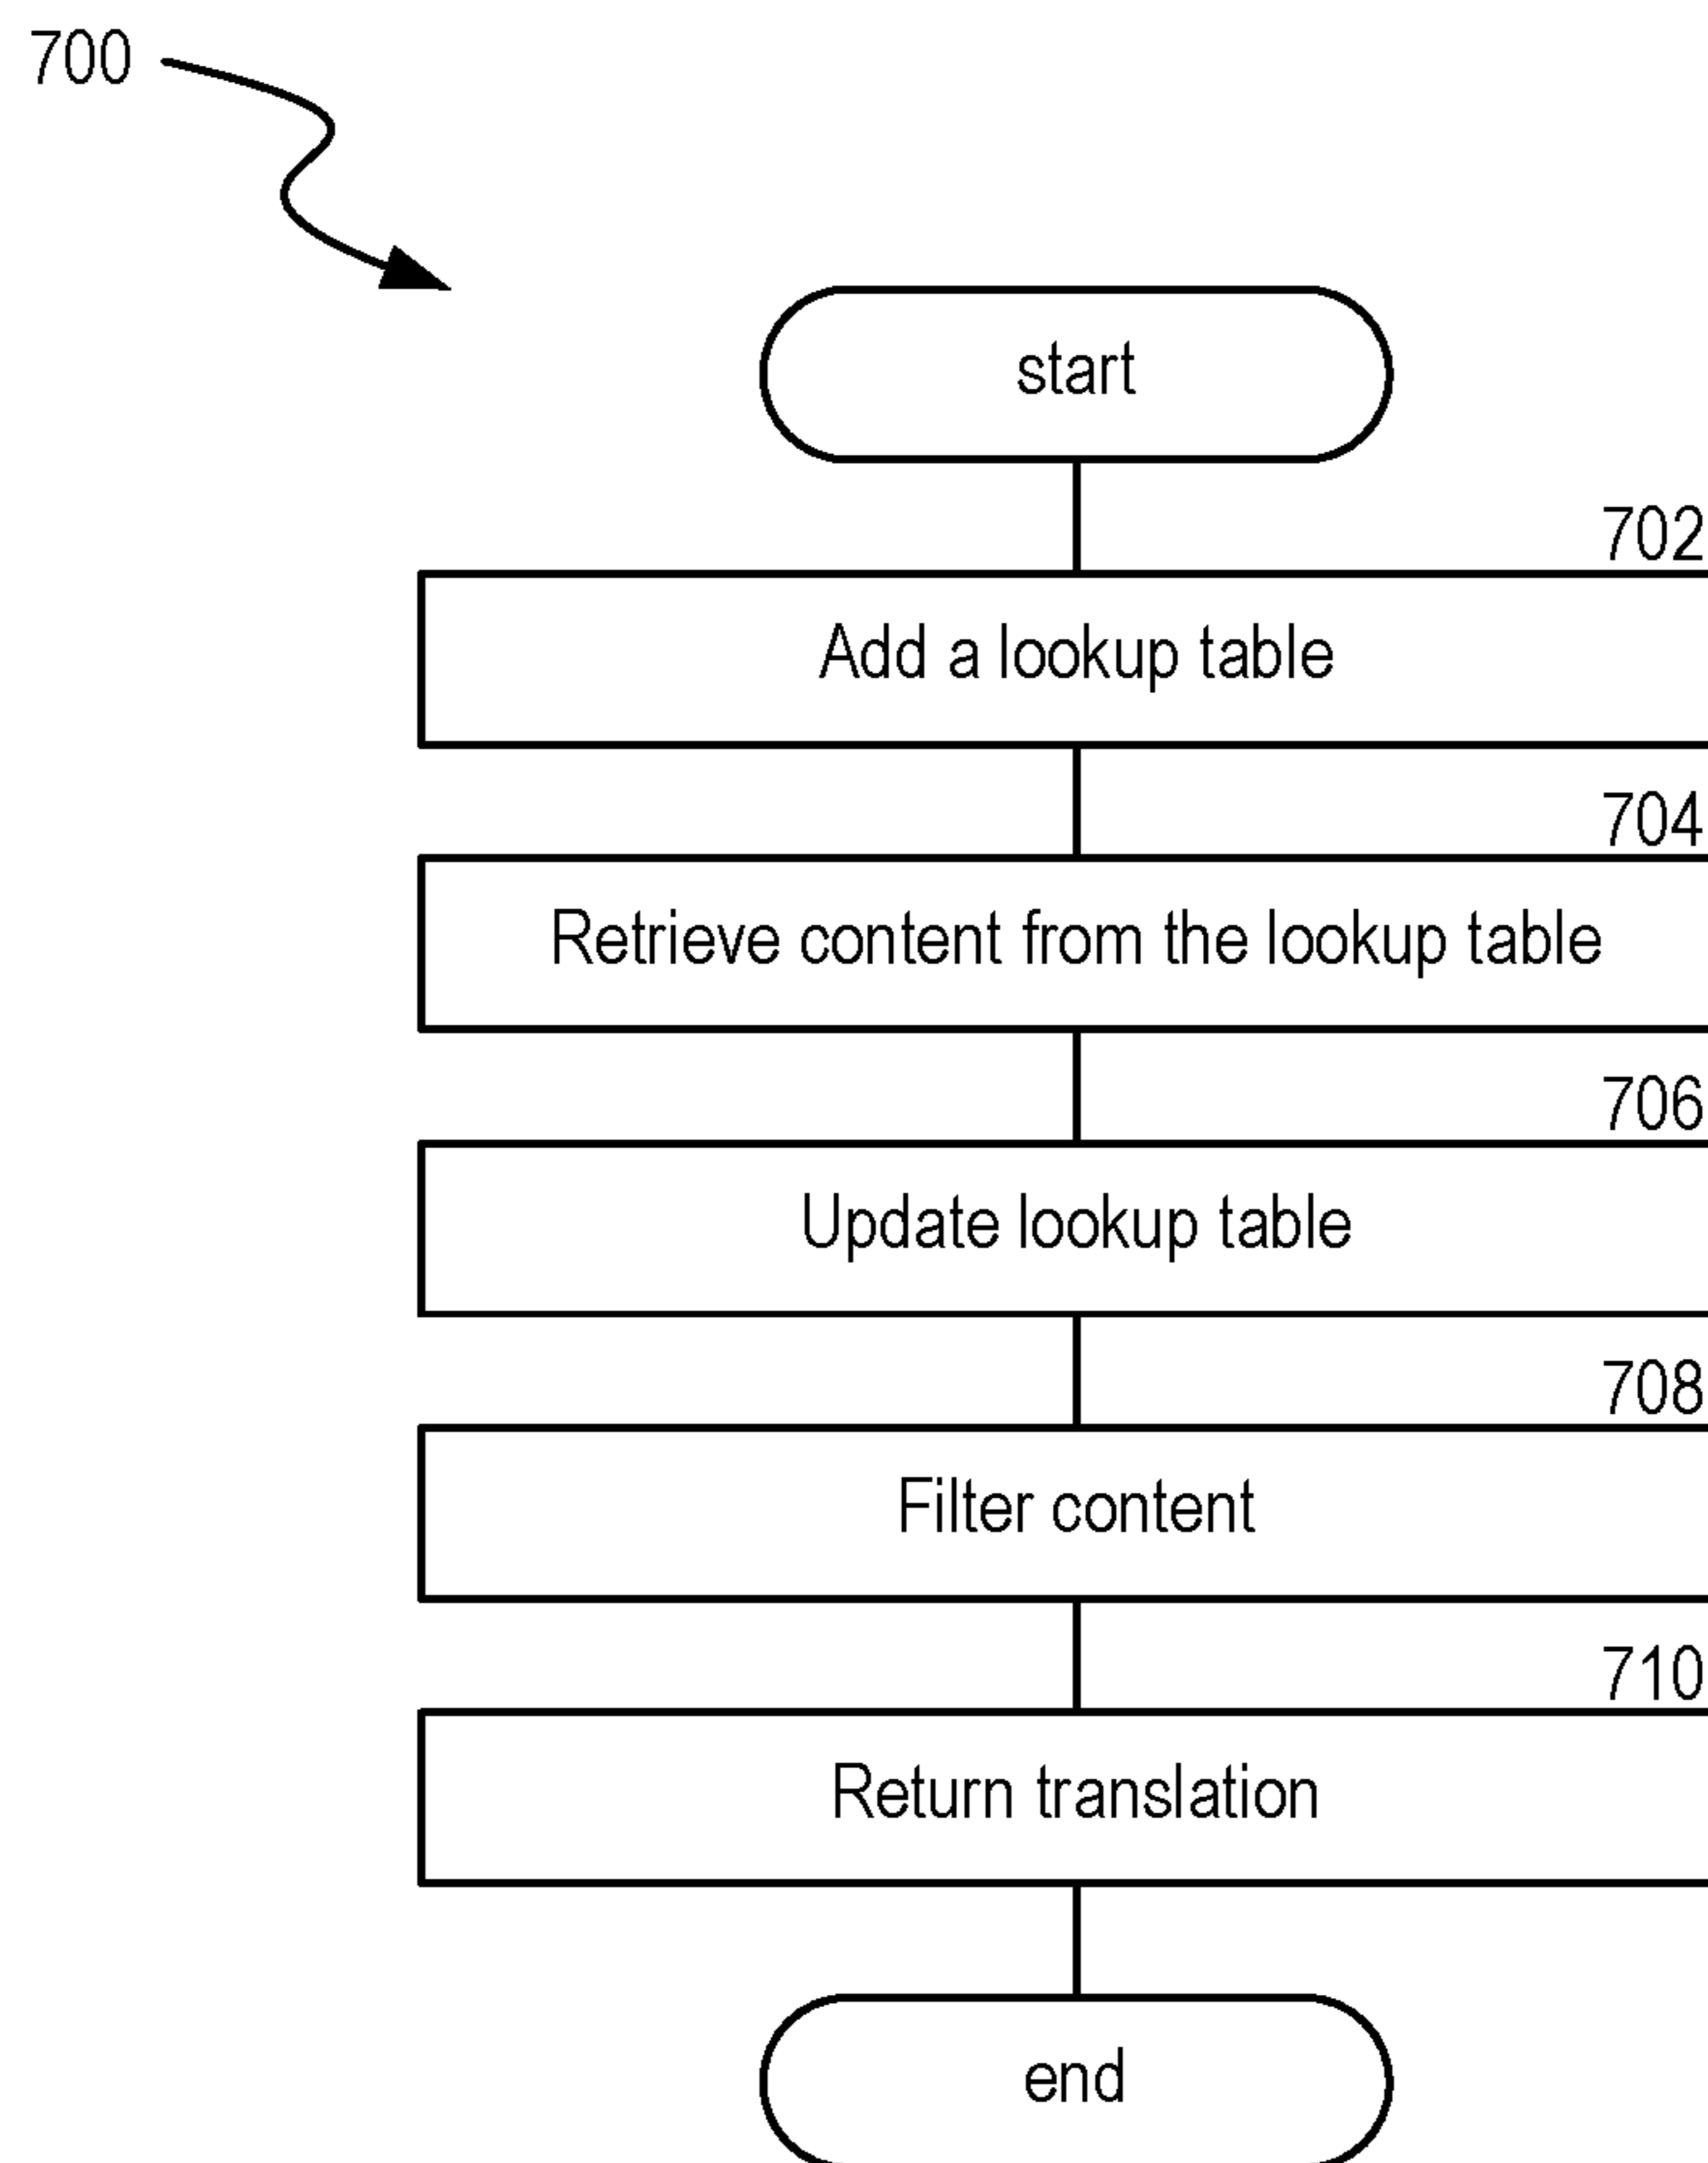 700
start
702
Add a lookup table
704
Retrieve content from the lookup table
706
Update lookup table
708
Filter content
710
Return translation
end